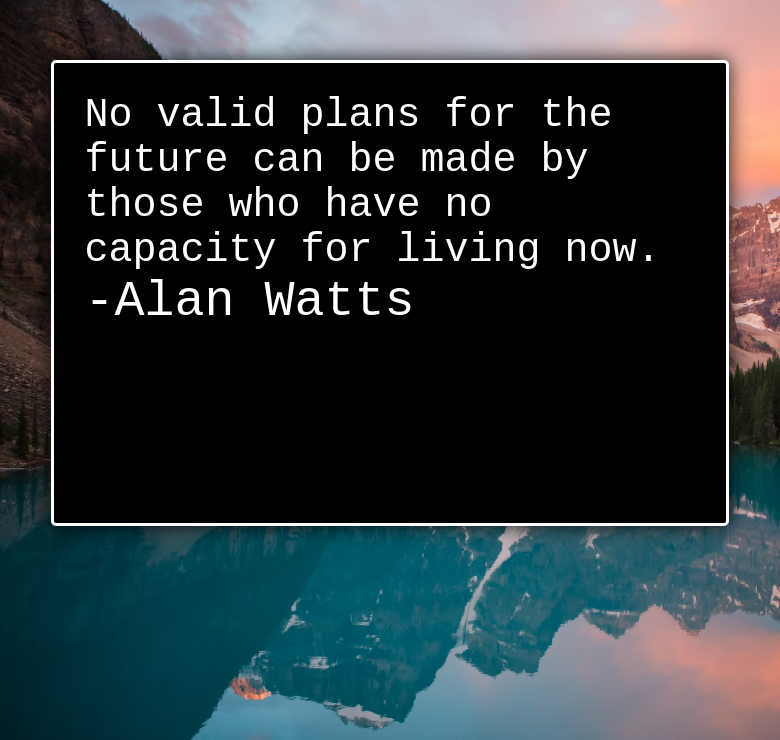 No valid plans for the
future can be made by
those who have no
capacity for living now.
-Alan Watts